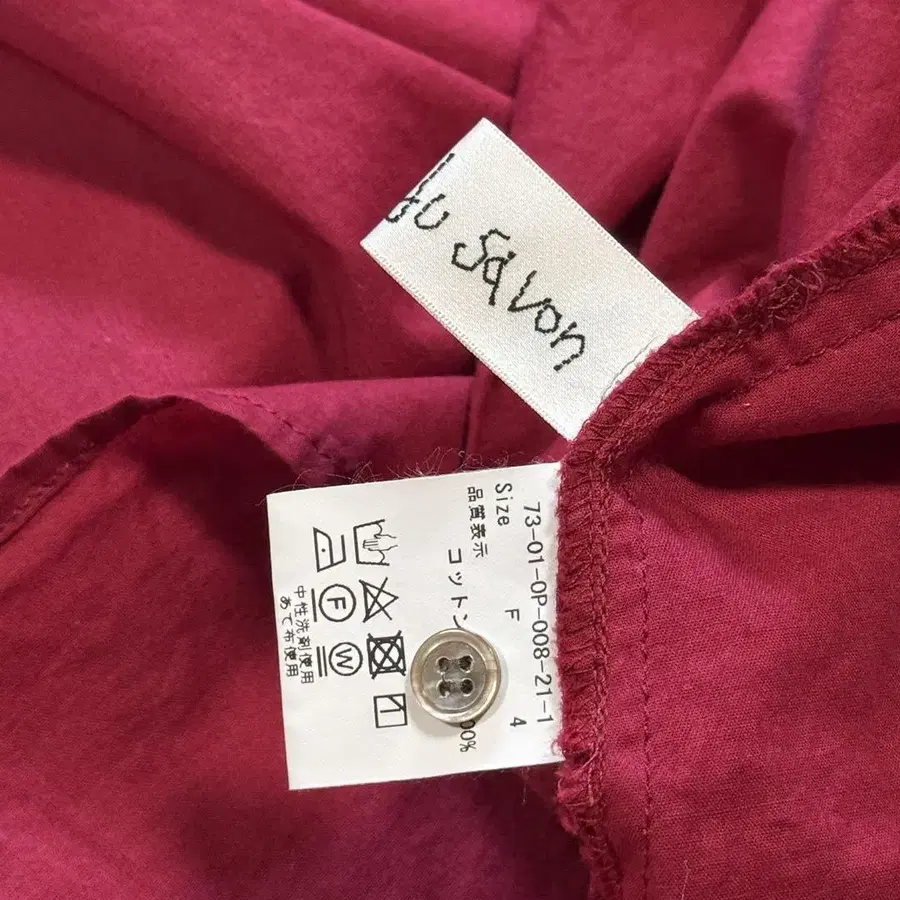 du Savon
73-01-OP-008-21-1
Size F 4
品質表示
コットン 100%
F W
中性洗剤使用
あて布使用